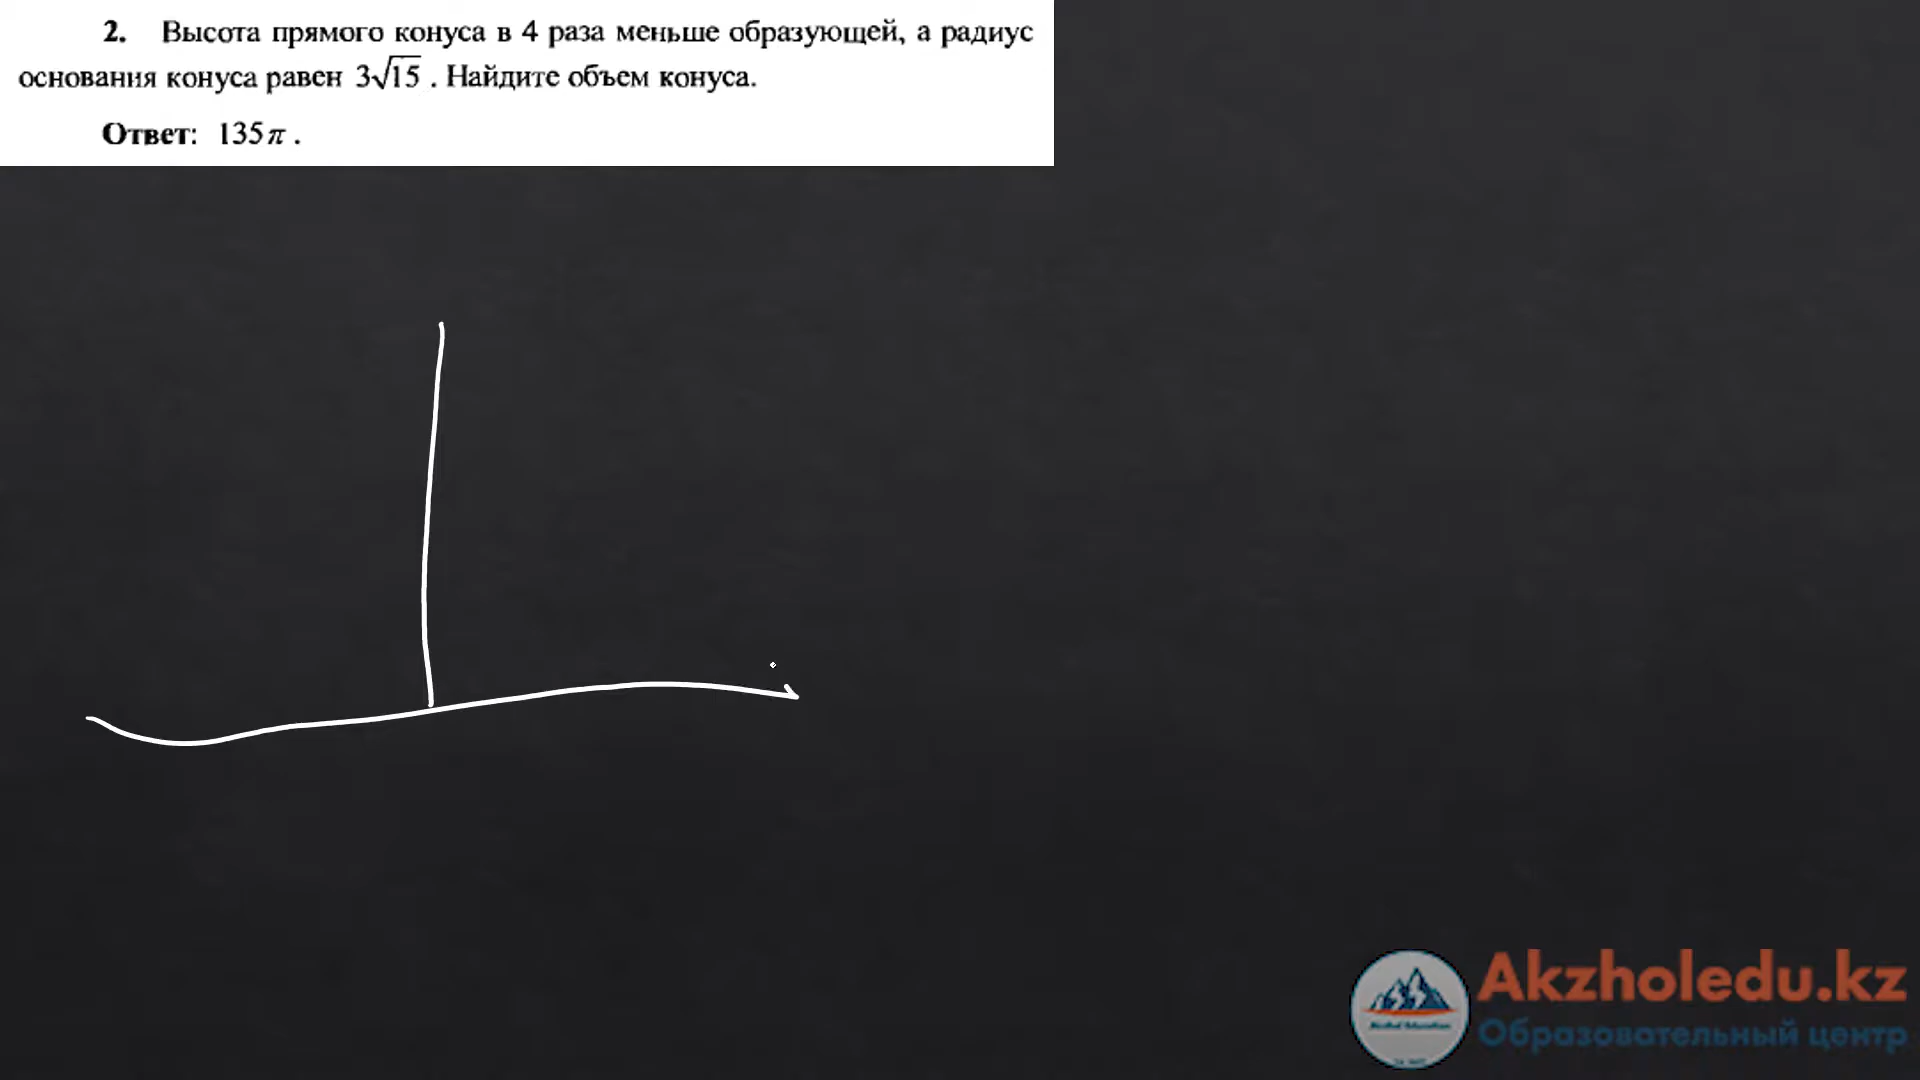 2. Высота прямого конуса в 4 раза меньше образующей, а радиус
основания конуса равен 3√15 . Найдите объем конуса.
Ответ: 135π .
Akzholedu.kz
Образовательный центр